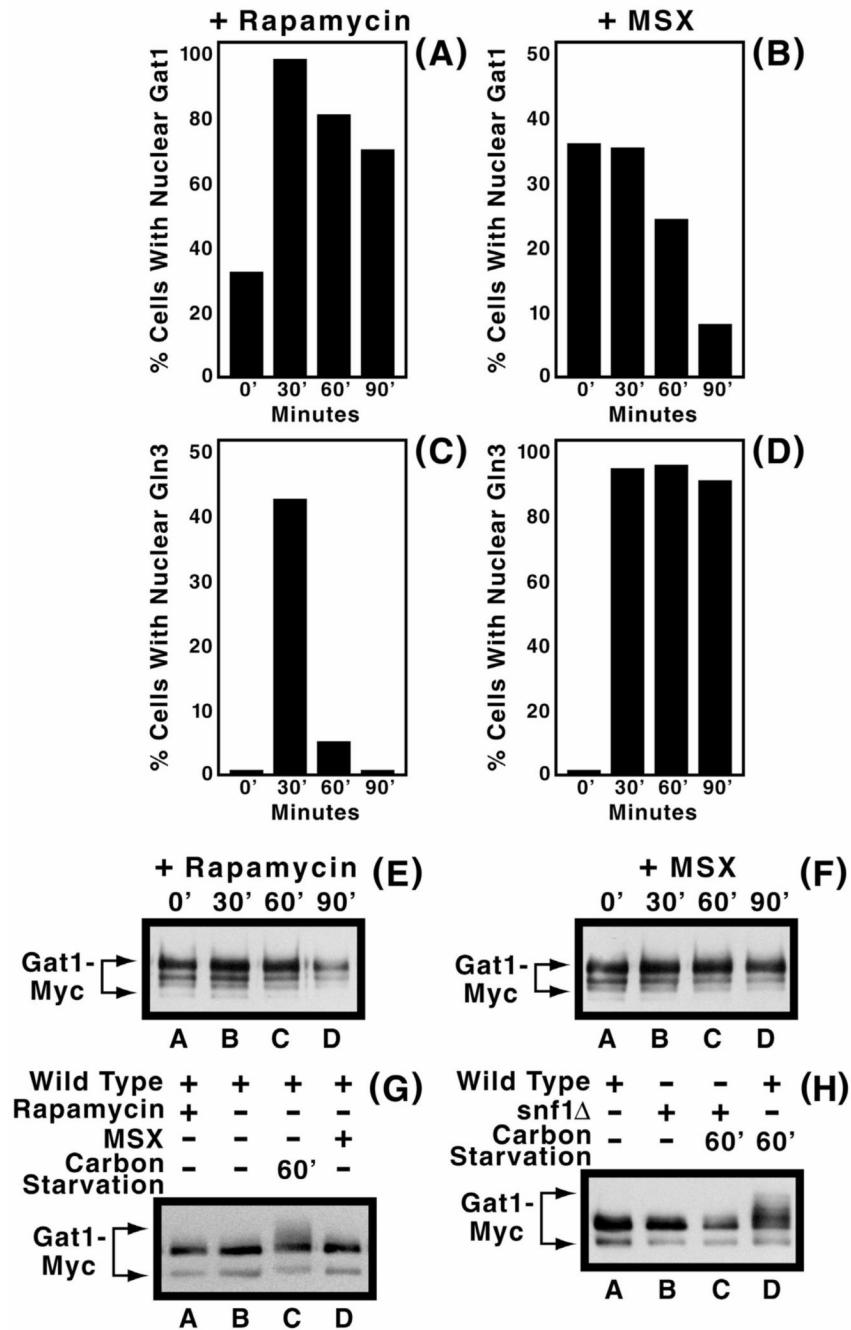 + Rapamycin
+ MSX
(A)
% Cells With Nuclear Gat1
100
80
60
40
20
0
0' 30' 60' 90'
Minutes
(B)
% Cells With Nuclear Gat1
50
40
30
20
10
0
0' 30' 60' 90'
Minutes
(C)
% Cells With Nuclear Gln3
50
40
30
20
10
0
0' 30' 60' 90'
Minutes
(D)
% Cells With Nuclear Gln3
100
80
60
40
20
0
0' 30' 60' 90'
Minutes
+ Rapamycin (E)
0' 30' 60' 90'
Gat1-
Myc
A B C D
+ MSX (F)
0' 30' 60' 90'
Gat1-
Myc
A B C D
Wild Type + + + + (G)
Rapamycin + – – –
MSX – – – +
Carbon
Starvation – – 60' –
Gat1-
Myc
A B C D
Wild Type + – – + (H)
snf1Δ – + + –
Carbon
Starvation – – 60' 60'
Gat1-
Myc
A B C D